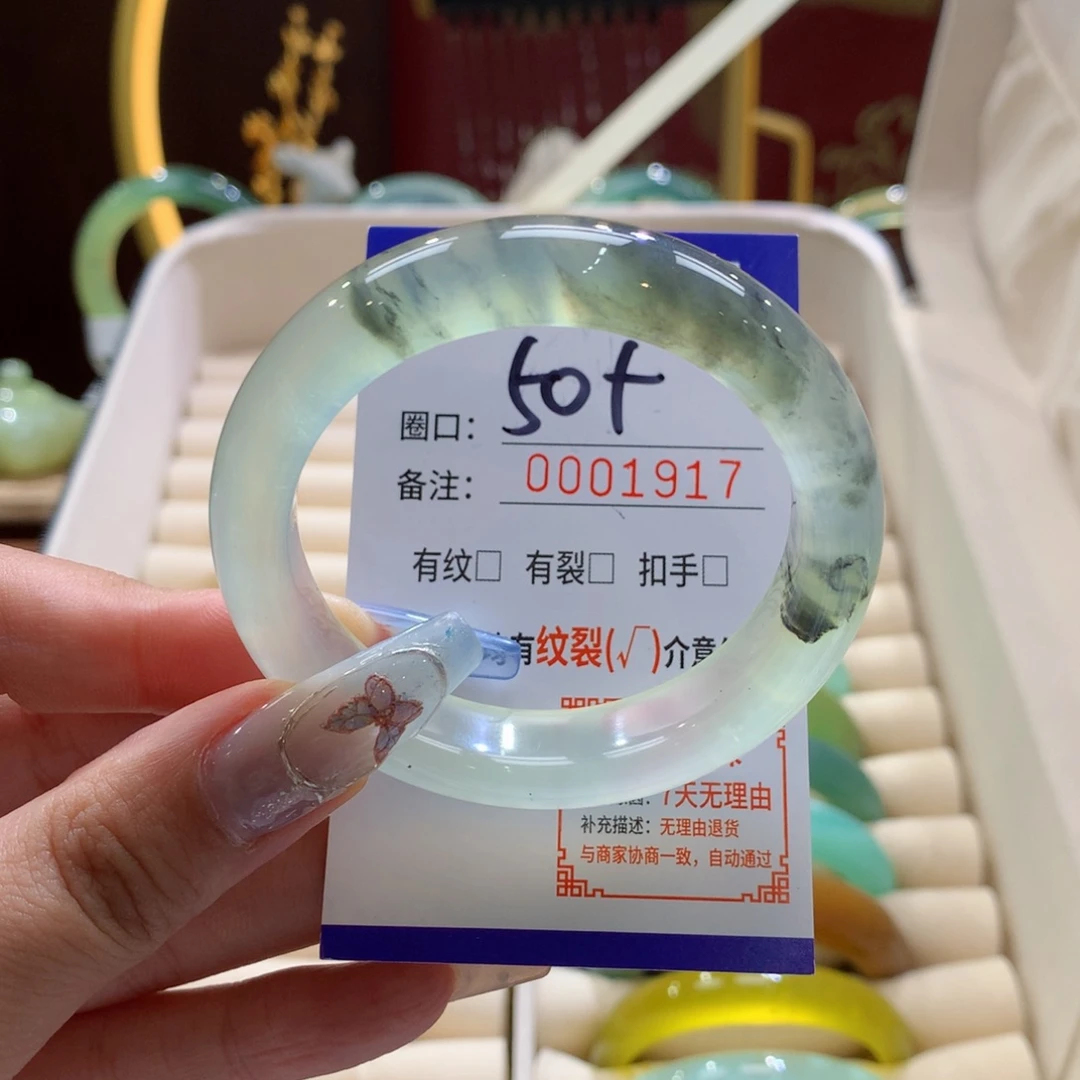 圈口： 50+
备注： 0001917
有纹□ 有裂□ 扣手□
有纹裂(√)介意
7天无理由
补充描述：无理由退货
与商家协商一致，自动通过